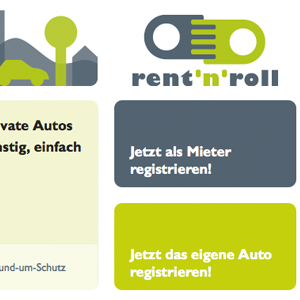 rent'n'roll
vate Autos
stig, einfach
und-um-Schutz
Jetzt als Mieter
registrieren!
Jetzt das eigene Auto
registrieren!